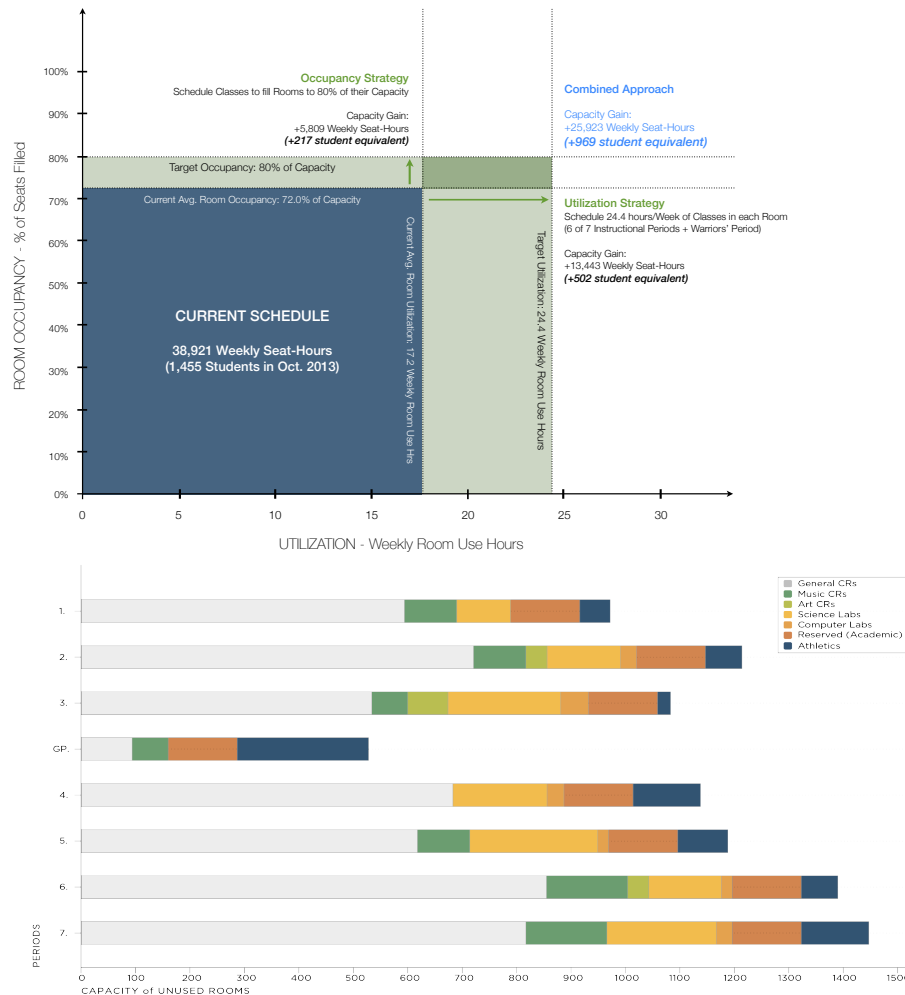 100%
90%
80%
70%
60%
50%
40%
30%
20%
10%
0%
ROOM OCCUPANCY - % of Seats Filled
Occupancy Strategy
Schedule Classes to fill Rooms to 80% of their Capacity
Capacity Gain:
+5,809 Weekly Seat-Hours
(+217 student equivalent)
Combined Approach
Capacity Gain:
+25,923 Weekly Seat-Hours
(+969 student equivalent)
Target Occupancy: 80% of Capacity
Current Avg. Room Occupancy: 72.0% of Capacity
Utilization Strategy
Schedule 24.4 hours/Week of Classes in each Room
(6 of 7 Instructional Periods + Warriors' Period)
Capacity Gain:
+13,443 Weekly Seat-Hours
(+502 student equivalent)
CURRENT SCHEDULE
38,921 Weekly Seat-Hours
(1,455 Students in Oct. 2013)
Current Avg. Room Utilization: 17.2 Weekly Room Use Hrs
Target Utilization: 24.4 Weekly Room Use Hours
0 5 10 15 20 25 30
UTILIZATION - Weekly Room Use Hours
General CRs
Music CRs
Art CRs
Science Labs
Computer Labs
Reserved (Academic)
Athletics
1.
2.
3.
GP.
4.
5.
6.
7.
PERIODS
0 100 200 300 400 500 600 700 800 900 1000 1100 1200 1300 1400 150
CAPACITY of UNUSED ROOMS